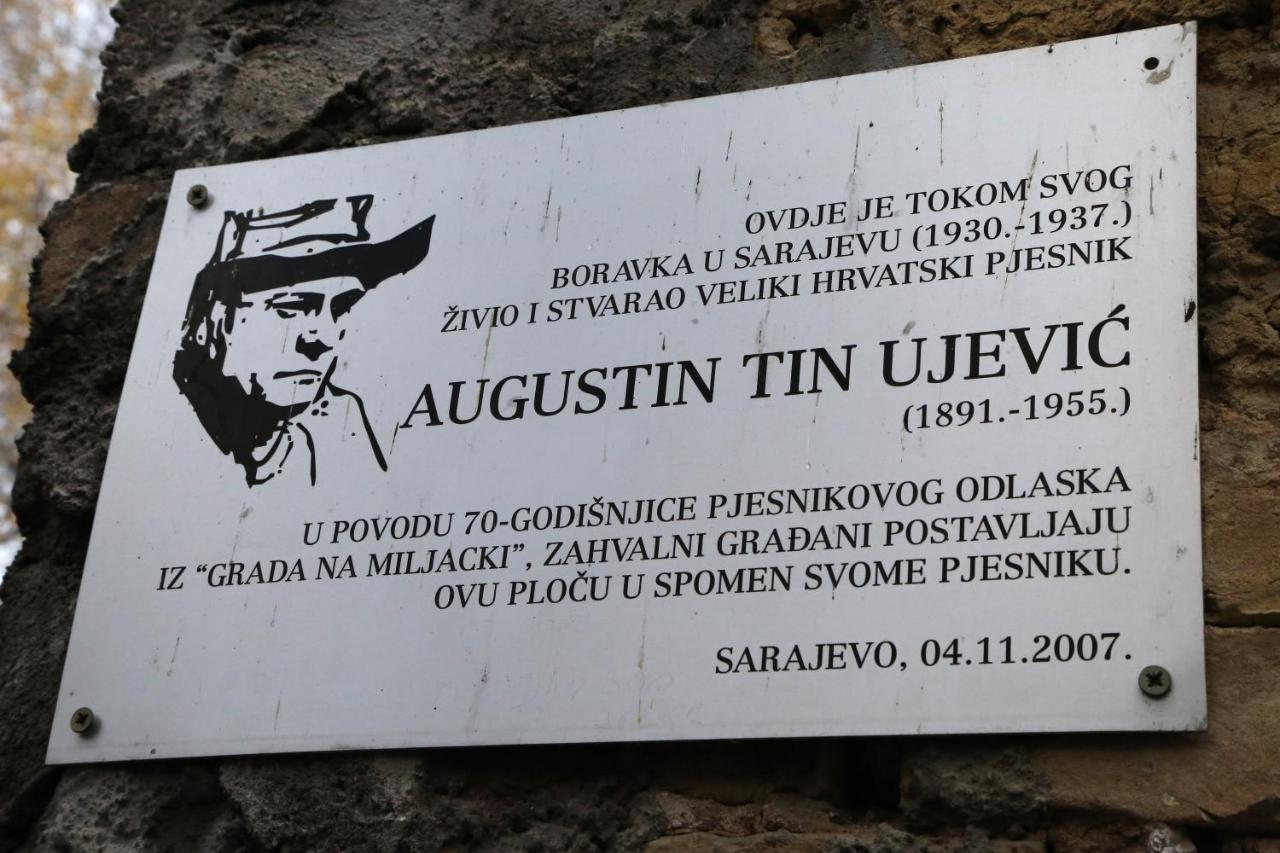 OVDJE JE TOKOM SVOG
BORAVKA U SARAJEVU (1930.-1937.)
ŽIVIO I STVARAO VELIKI HRVATSKI PJESNIK
AUGUSTIN TIN UJEVIĆ
(1891.-1955.)
U POVODU 70-GODIŠNJICE PJESNIKOVOG ODLASKA
IZ “GRADA NA MILJACKI”, ZAHVALNI GRAĐANI POSTAVLJAJU
OVU PLOČU U SPOMEN SVOME PJESNIKU.
SARAJEVO, 04.11.2007.